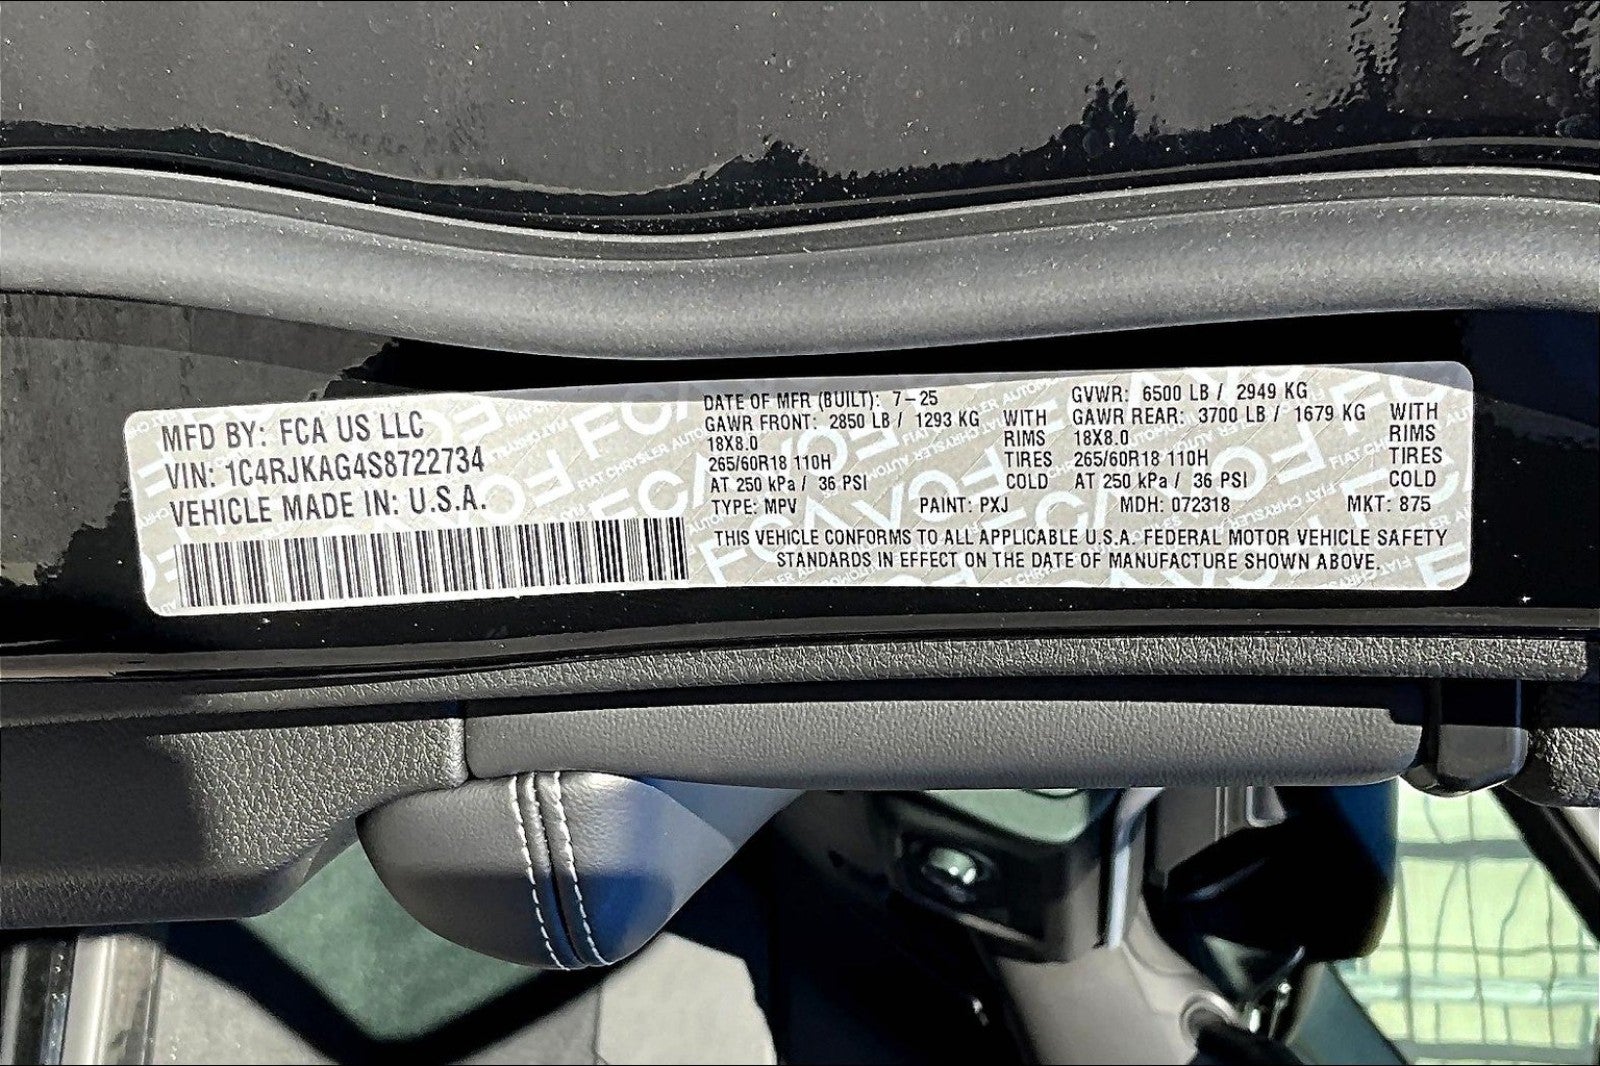 MFD BY: FCA US LLC
VIN: 1C4RJKAG4S8722734
VEHICLE MADE IN: U.S.A.
DATE OF MFR (BUILT): 7-25 GVWR: 6500 LB / 2949 KG
GAWR FRONT: 2850 LB / 1293 KG WITH GAWR REAR: 3700 LB / 1679 KG WITH
18X8.0 RIMS 18X8.0 RIMS
265/60R18 110H TIRES 265/60R18 110H TIRES
AT 250 kPa / 36 PSI COLD AT 250 kPa / 36 PSI COLD
TYPE: MPV PAINT: PXJ MDH: 072318 MKT: 875
THIS VEHICLE CONFORMS TO ALL APPLICABLE U.S.A. FEDERAL MOTOR VEHICLE SAFETY
STANDARDS IN EFFECT ON THE DATE OF MANUFACTURE SHOWN ABOVE.